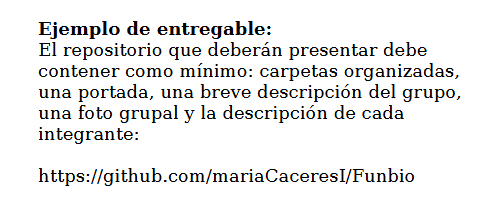 Ejemplo de entregable:
El repositorio que deberán presentar debe
contener como mínimo: carpetas organizadas,
una portada, una breve descripción del grupo,
una foto grupal y la descripción de cada
integrante:
https://github.com/mariaCaceresI/Funbio